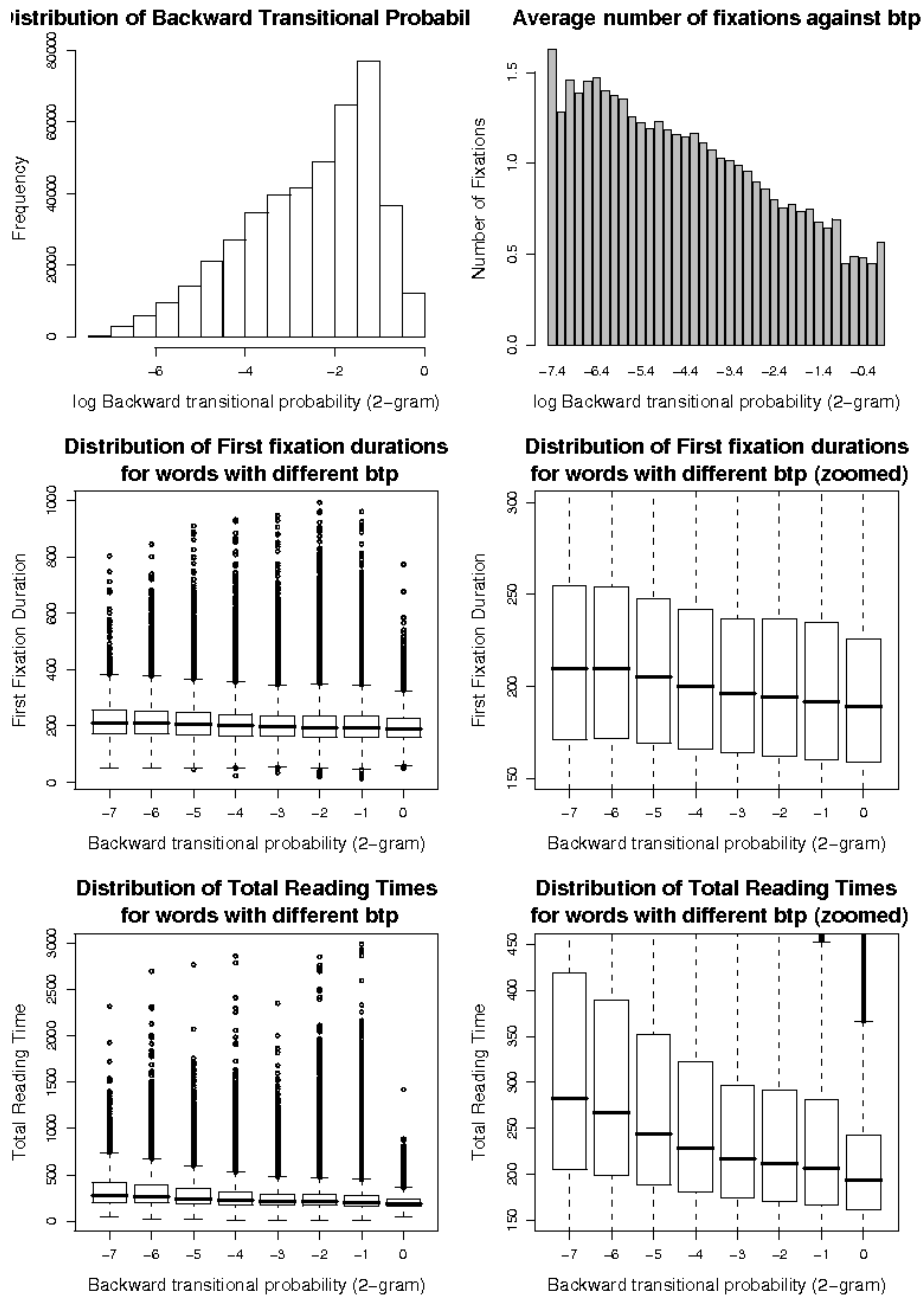 istribution of Backward Transitional Probabil
Frequency
0 20000 40000 60000 80000
−6 −4 −2 0
log Backward transitional probability (2−gram)
Average number of fixations against btp
Number of Fixations
0.0 0.5 1.0 1.5
−7.4 −6.4 −5.4 −4.4 −3.4 −2.4 −1.4 −0.4
log Backward transitional probability (2−gram)
Distribution of First fixation durations
for words with different btp
First Fixation Duration
0 200 400 600 800 1000
−7 −6 −5 −4 −3 −2 −1 0
Backward transitional probability (2−gram)
Distribution of First fixation durations
for words with different btp (zoomed)
First Fixation Duration
150 200 250 300
−7 −6 −5 −4 −3 −2 −1 0
Backward transitional probability (2−gram)
Distribution of Total Reading Times
for words with different btp
Total Reading Time
0 500 1000 1500 2000 2500 3000
−7 −6 −5 −4 −3 −2 −1 0
Backward transitional probability (2−gram)
Distribution of Total Reading Times
for words with different btp (zoomed)
Total Reading Time
150 200 250 300 350 400 450
−7 −6 −5 −4 −3 −2 −1 0
Backward transitional probability (2−gram)